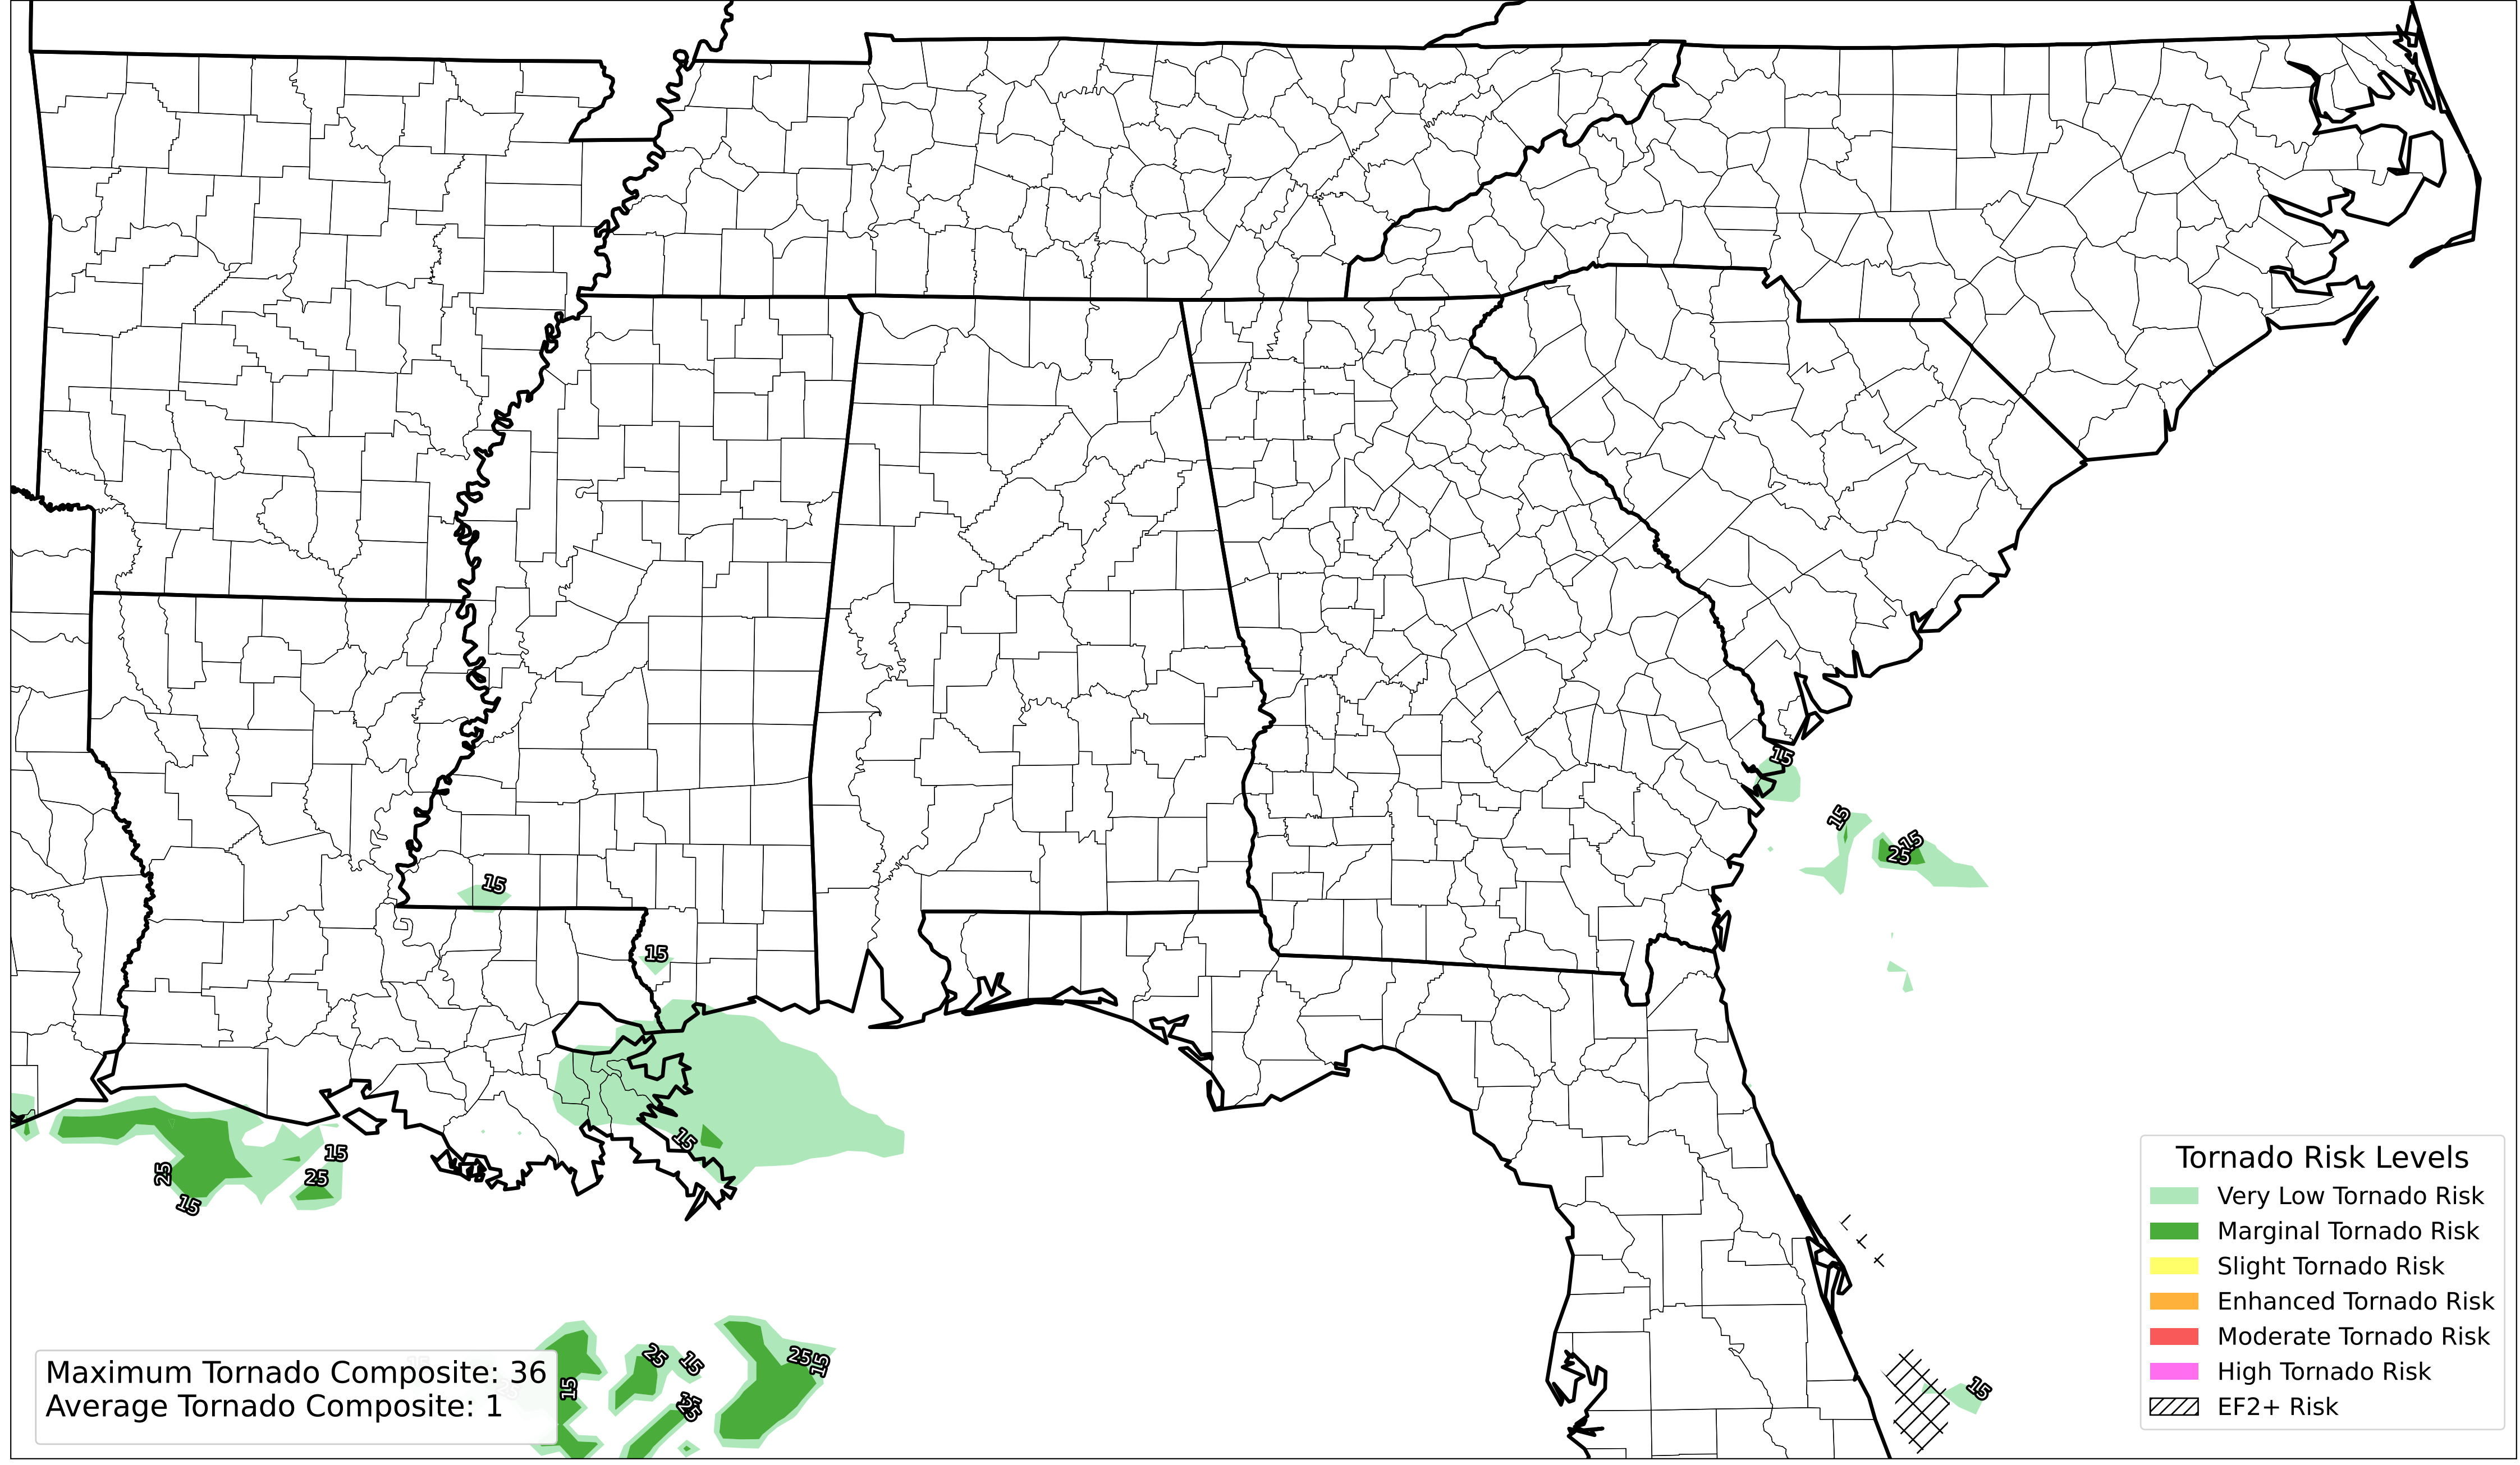 15
15
25
15
15
15
15
15
25
25
15
25
15
25
15
15
25
15
Maximum Tornado Composite: 36
Average Tornado Composite: 1
Tornado Risk Levels
Very Low Tornado Risk
Marginal Tornado Risk
Slight Tornado Risk
Enhanced Tornado Risk
Moderate Tornado Risk
High Tornado Risk
EF2+ Risk
15